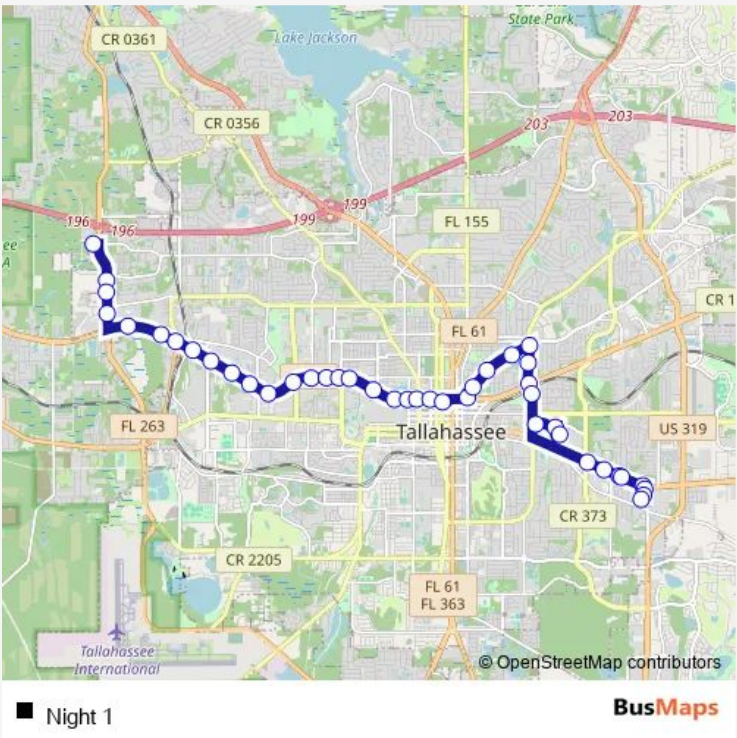 CR 0361
Lake Jackson
State Park
CR 0356
203
203
199
199
196
196
FL 155
ee
A
CR 1
FL 61
FL 263
Tallahassee
US 319
CR 373
CR 2205
FL 61
FL 363
Tallahassee
International
© OpenStreetMap contributors
Night 1
BusMaps